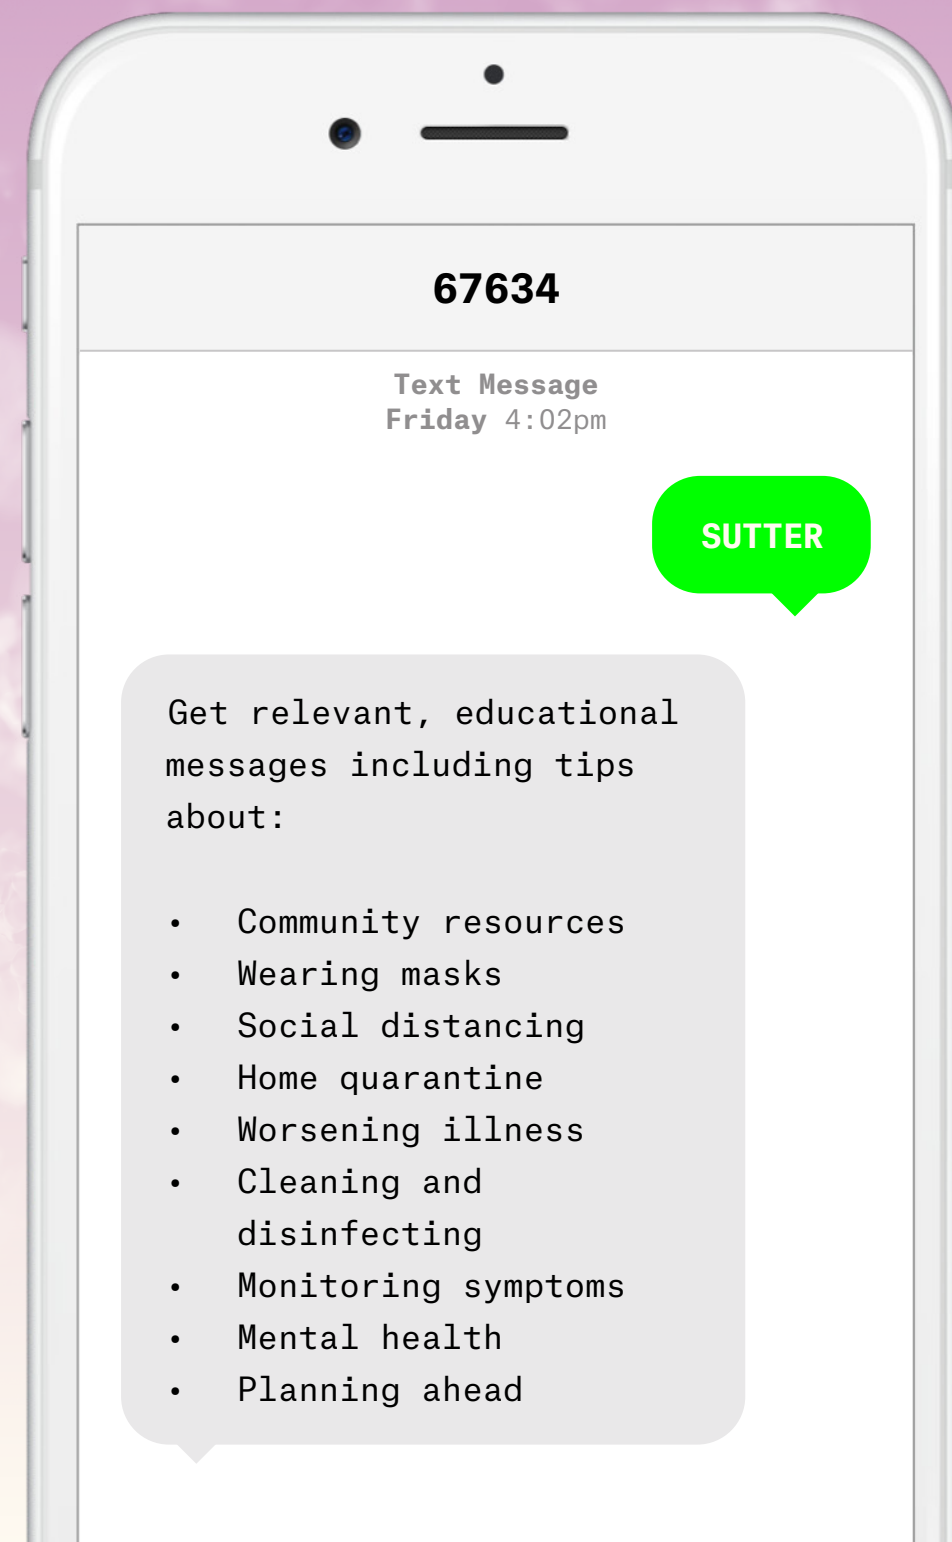 67634
Text Message
Friday 4:02pm
SUTTER
Get relevant, educational
messages including tips
about:
• Community resources
• Wearing masks
• Social distancing
• Home quarantine
• Worsening illness
• Cleaning and
disinfecting
• Monitoring symptoms
• Mental health
• Planning ahead